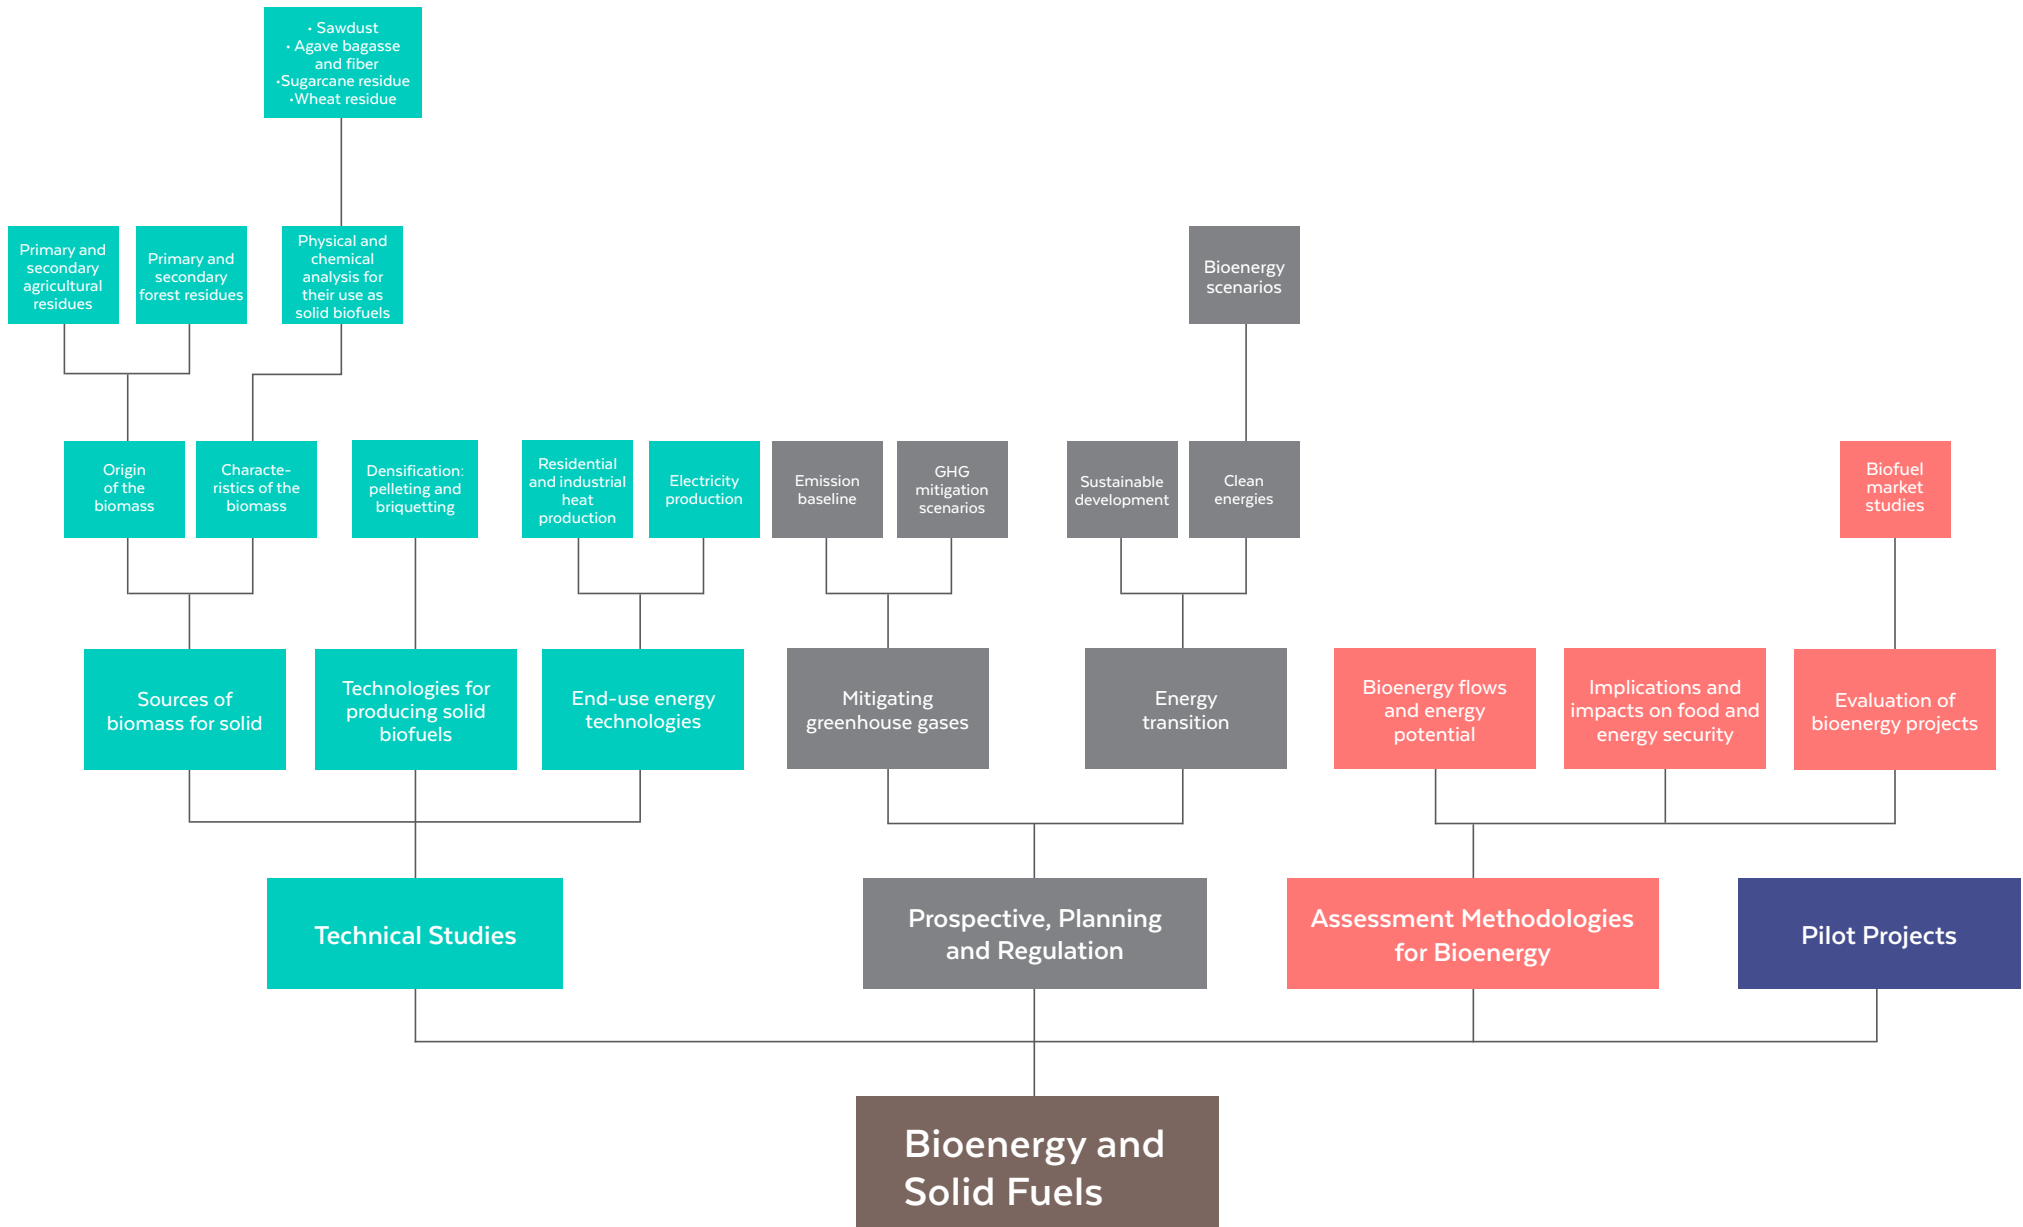 • Sawdust
• Agave bagasse
and fiber
•Sugarcane residue
•Wheat residue
Primary and
secondary
agricultural
residues
Primary and
secondary
forest residues
Physical and
chemical
analysis for
their use as
solid biofuels
Bioenergy
scenarios
Origin
of the
biomass
Characte-
ristics of the
biomass
Densification:
pelleting and
briquetting
Residential
and industrial
heat
production
Electricity
production
Emission
baseline
GHG
mitigation
scenarios
Sustainable
development
Clean
energies
Biofuel
market
studies
Sources of
biomass for solid
Technologies for
producing solid
biofuels
End-use energy
technologies
Mitigating
greenhouse gases
Energy
transition
Bioenergy flows
and energy
potential
Implications and
impacts on food and
energy security
Evaluation of
bioenergy projects
Technical Studies
Prospective, Planning
and Regulation
Assessment Methodologies
for Bioenergy
Pilot Projects
Bioenergy and
Solid Fuels